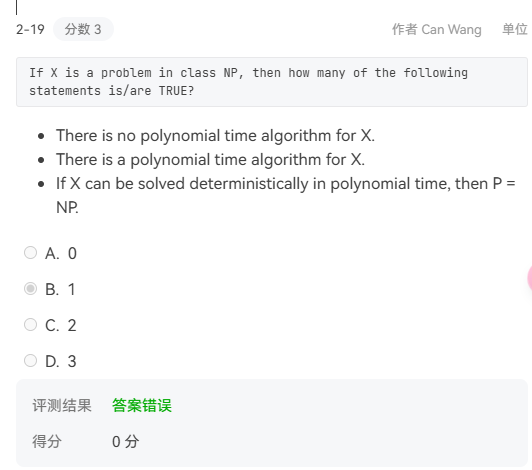 2-19 分数 3 作者 Can Wang 单位
If X is a problem in class NP, then how many of the following
statements is/are TRUE?
There is no polynomial time algorithm for X.
There is a polynomial time algorithm for X.
If X can be solved deterministically in polynomial time, then P =
NP.
A. 0
B. 1
C. 2
D. 3
评测结果 答案错误
得分 0 分